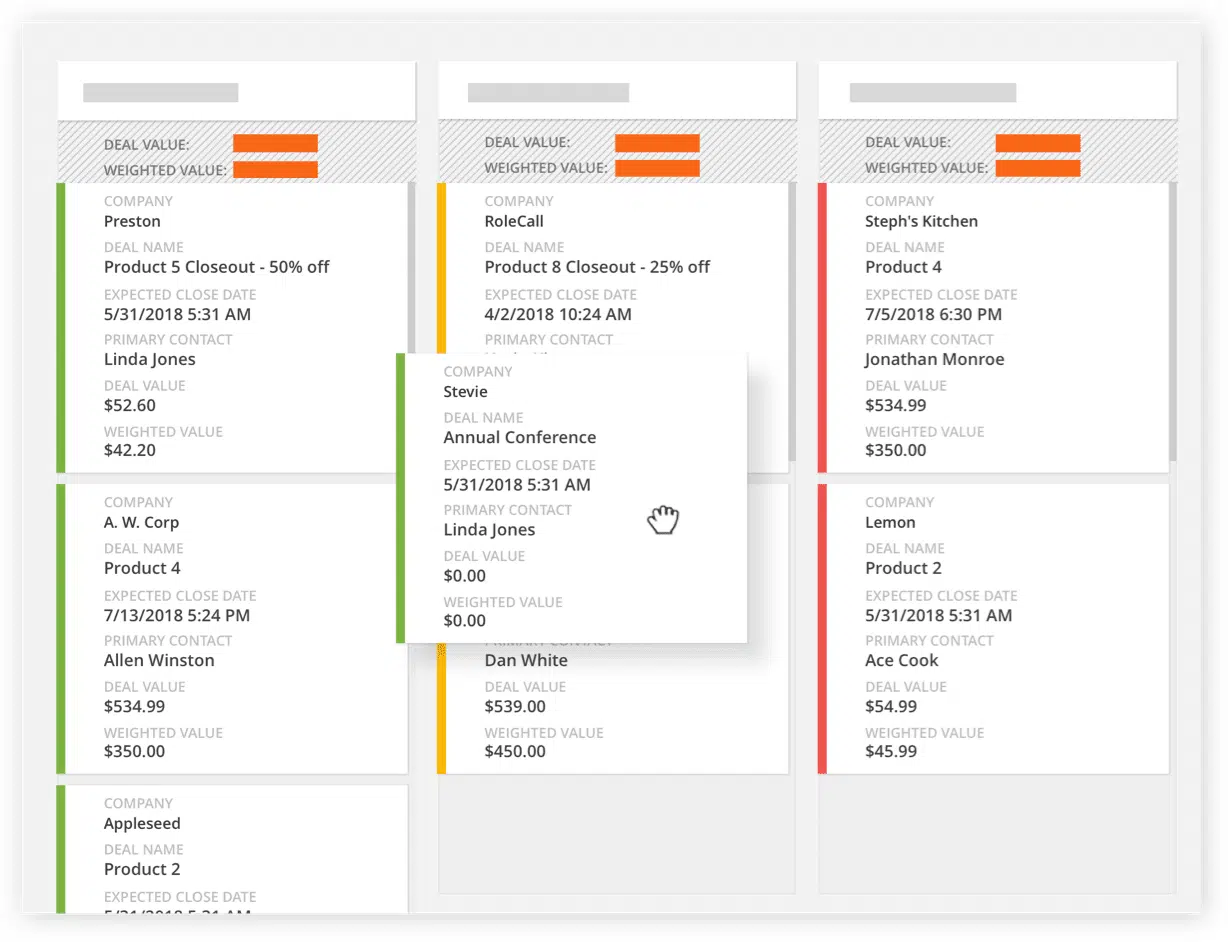 DEAL VALUE:
WEIGHTED VALUE:
COMPANY
Preston
DEAL NAME
Product 5 Closeout - 50% off
EXPECTED CLOSE DATE
5/31/2018 5:31 AM
PRIMARY CONTACT
Linda Jones
DEAL VALUE
$52.60
WEIGHTED VALUE
$42.20
COMPANY
A. W. Corp
DEAL NAME
Product 4
EXPECTED CLOSE DATE
7/13/2018 5:24 PM
PRIMARY CONTACT
Allen Winston
DEAL VALUE
$534.99
WEIGHTED VALUE
$350.00
COMPANY
Appleseed
DEAL NAME
Product 2
EXPECTED CLOSE DATE
5/31/2018 5:31 AM
DEAL VALUE:
WEIGHTED VALUE:
COMPANY
RoleCall
DEAL NAME
Product 8 Closeout - 25% off
EXPECTED CLOSE DATE
4/2/2018 10:24 AM
PRIMARY CONTACT
COMPANY
Stevie
DEAL NAME
Annual Conference
EXPECTED CLOSE DATE
5/31/2018 5:31 AM
PRIMARY CONTACT
Linda Jones
DEAL VALUE
$0.00
WEIGHTED VALUE
$0.00
PRIMARY CONTACT
Dan White
DEAL VALUE
$539.00
WEIGHTED VALUE
$450.00
DEAL VALUE:
WEIGHTED VALUE:
COMPANY
Steph's Kitchen
DEAL NAME
Product 4
EXPECTED CLOSE DATE
7/5/2018 6:30 PM
PRIMARY CONTACT
Jonathan Monroe
DEAL VALUE
$534.99
WEIGHTED VALUE
$350.00
COMPANY
Lemon
DEAL NAME
Product 2
EXPECTED CLOSE DATE
5/31/2018 5:31 AM
PRIMARY CONTACT
Ace Cook
DEAL VALUE
$54.99
WEIGHTED VALUE
$45.99